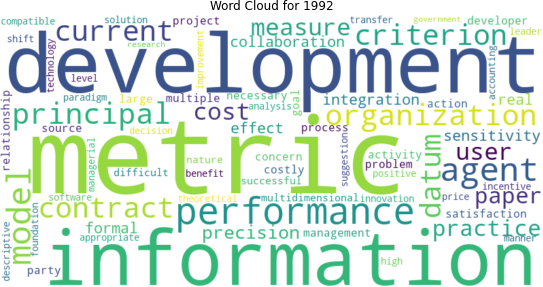 Word Cloud for 1992
compatible solution project transfer government developer
shift current research improvement measure criterion leader
technology collaboration accounting
development
relationship level paradigm large multiple necessary analysis goal integration action real
principal cost organization
source decision effect process sensitivity
metric
managerial nature concern suggestion activity user
model difficult benefit successful costly problem positive datum agent
software theoretical multidimensional innovation price incentive paper
contract performance satisfaction
descriptive foundation formal appropriate precision management practice
manner
information
party high